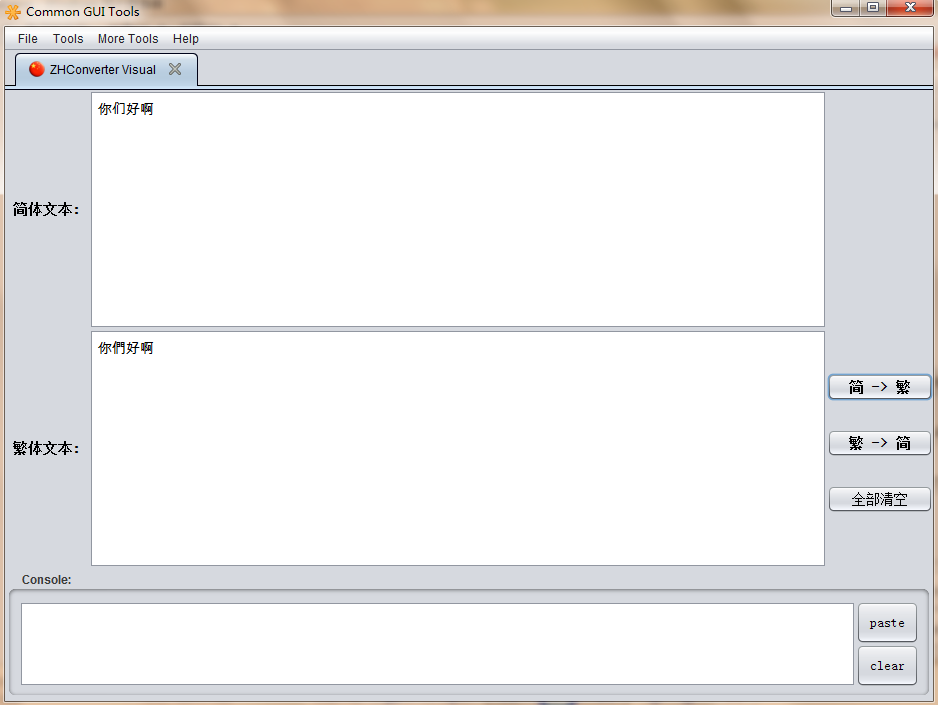 Common GUI Tools
File Tools More Tools Help
ZHConverter Visual
你们好啊
简体文本：
你們好啊
繁体文本：
简 -> 繁
繁 -> 简
全部清空
Console:
paste
clear